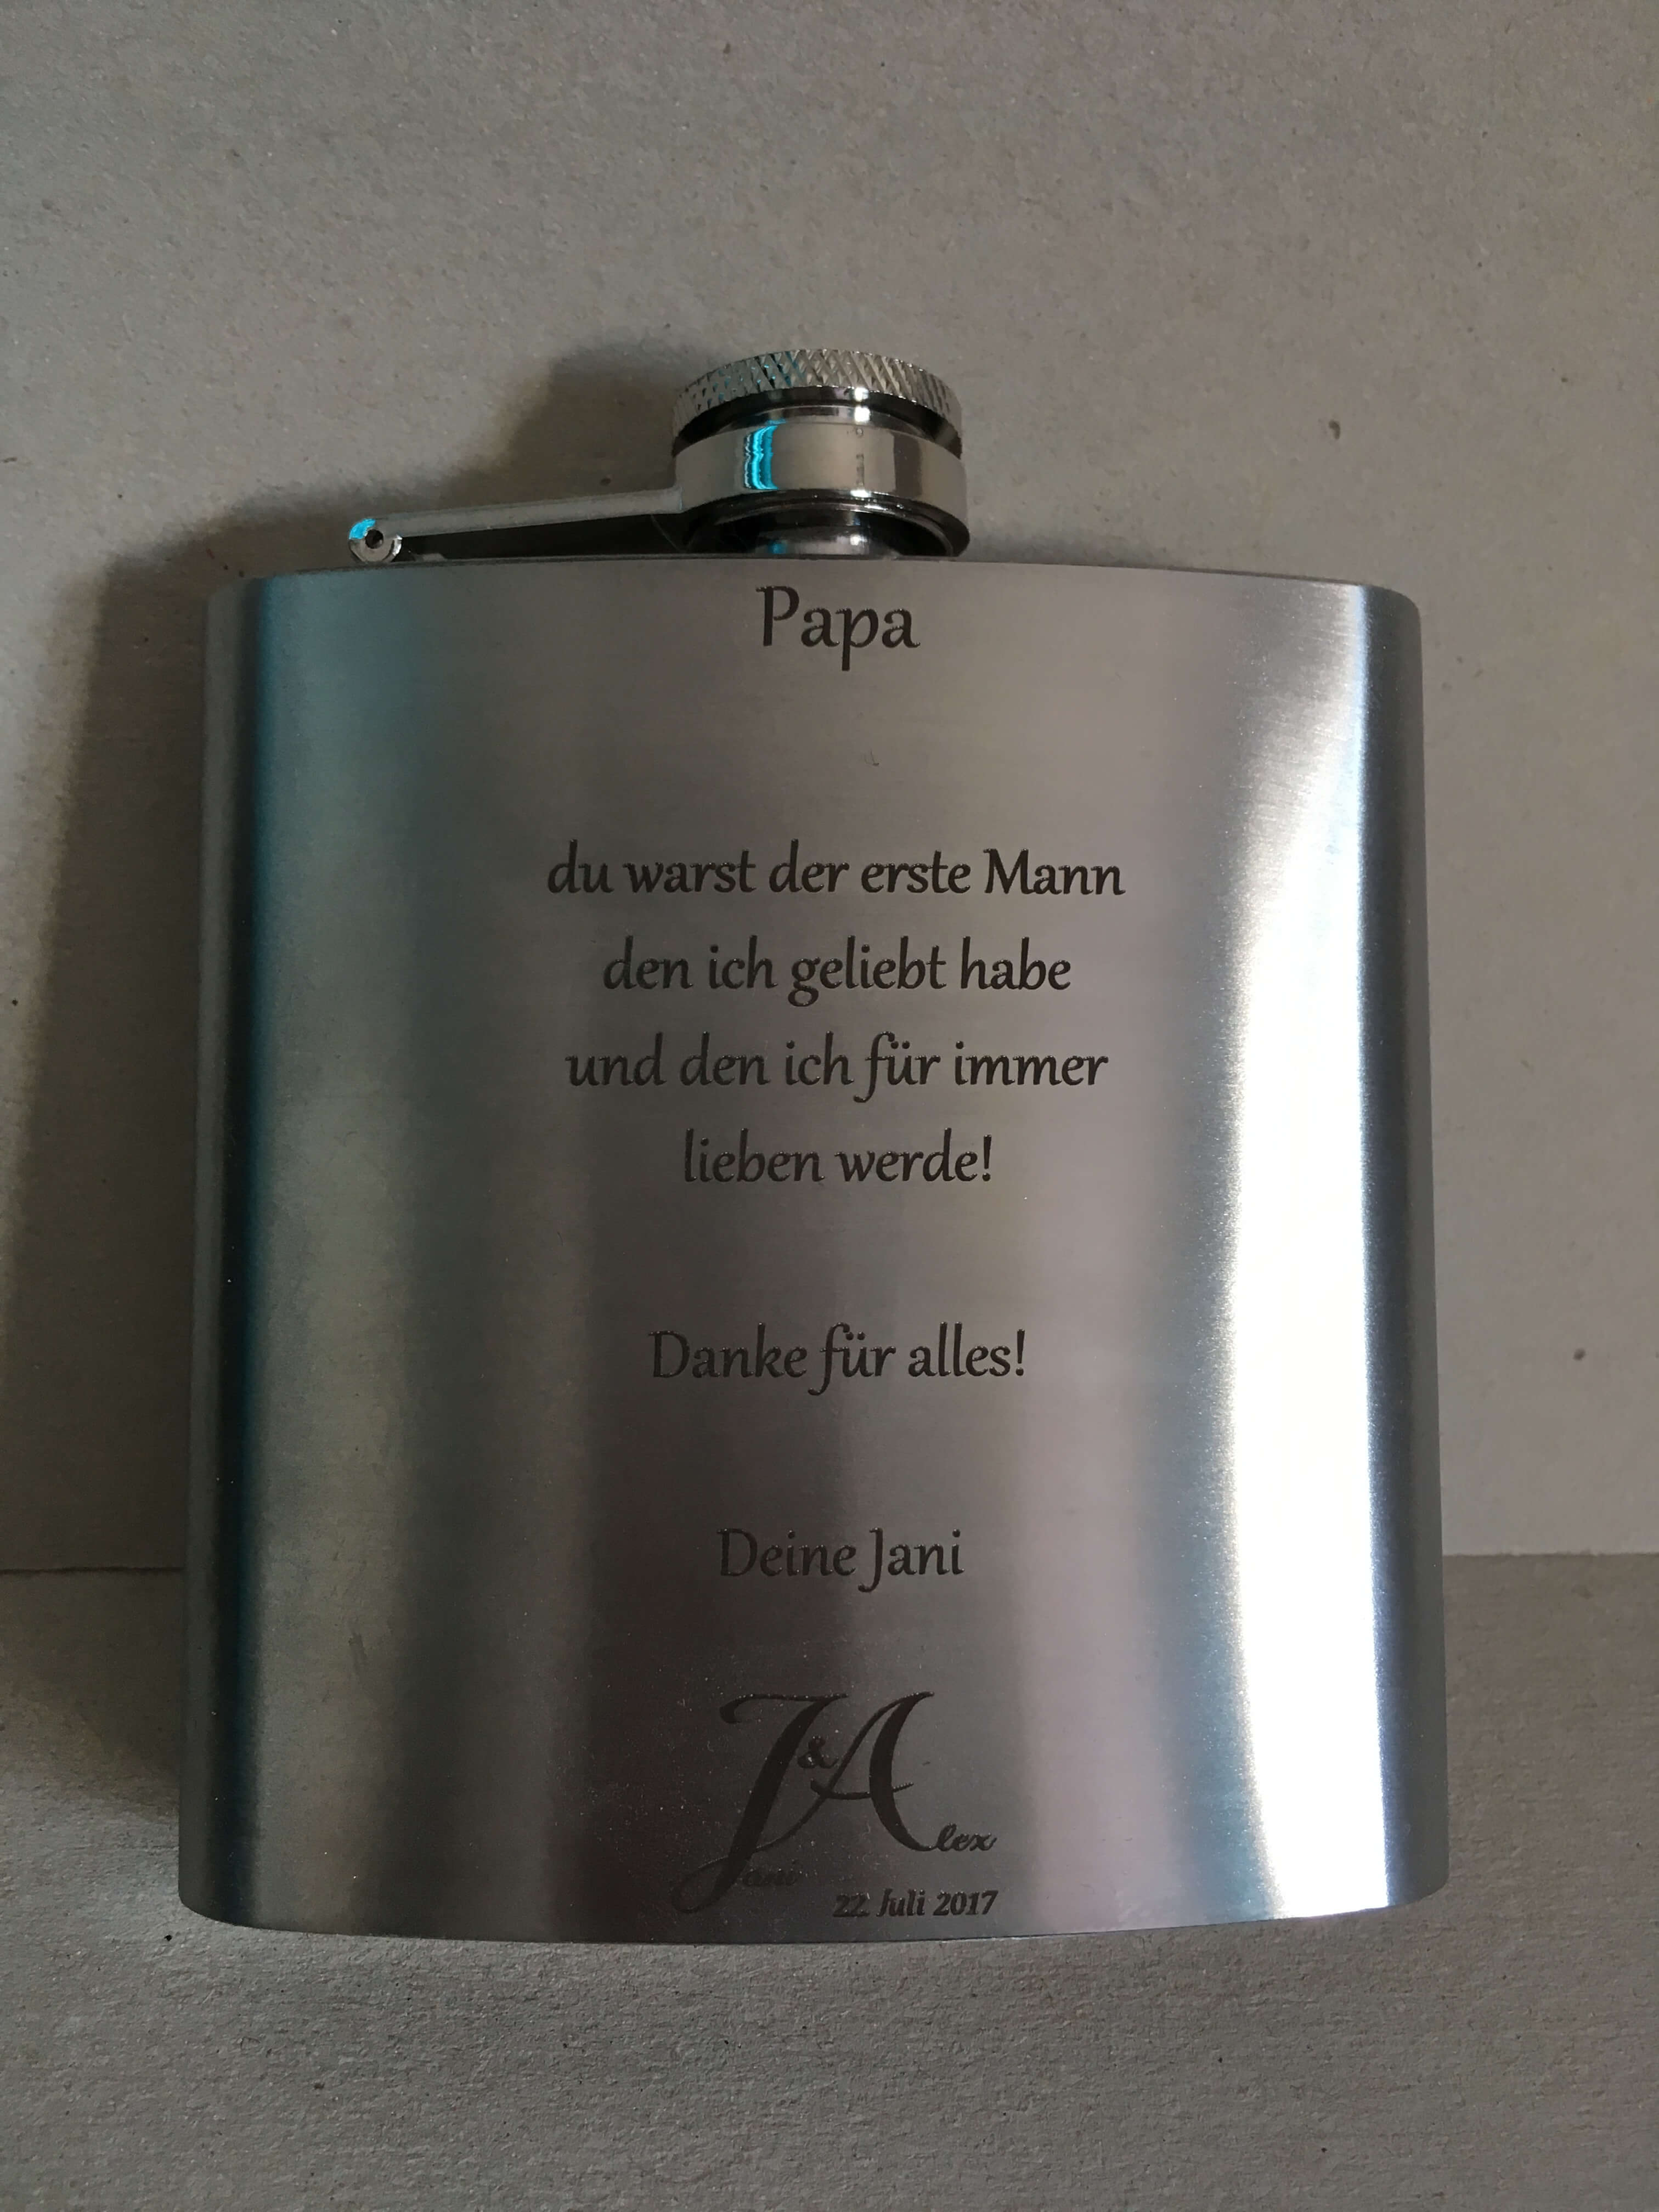 Papa
du warst der erste Mann
den ich geliebt habe
und den ich für immer
lieben werde!
Danke für alles!
Deine Jani
J & A
Jani
Alex
22. Juli 2017